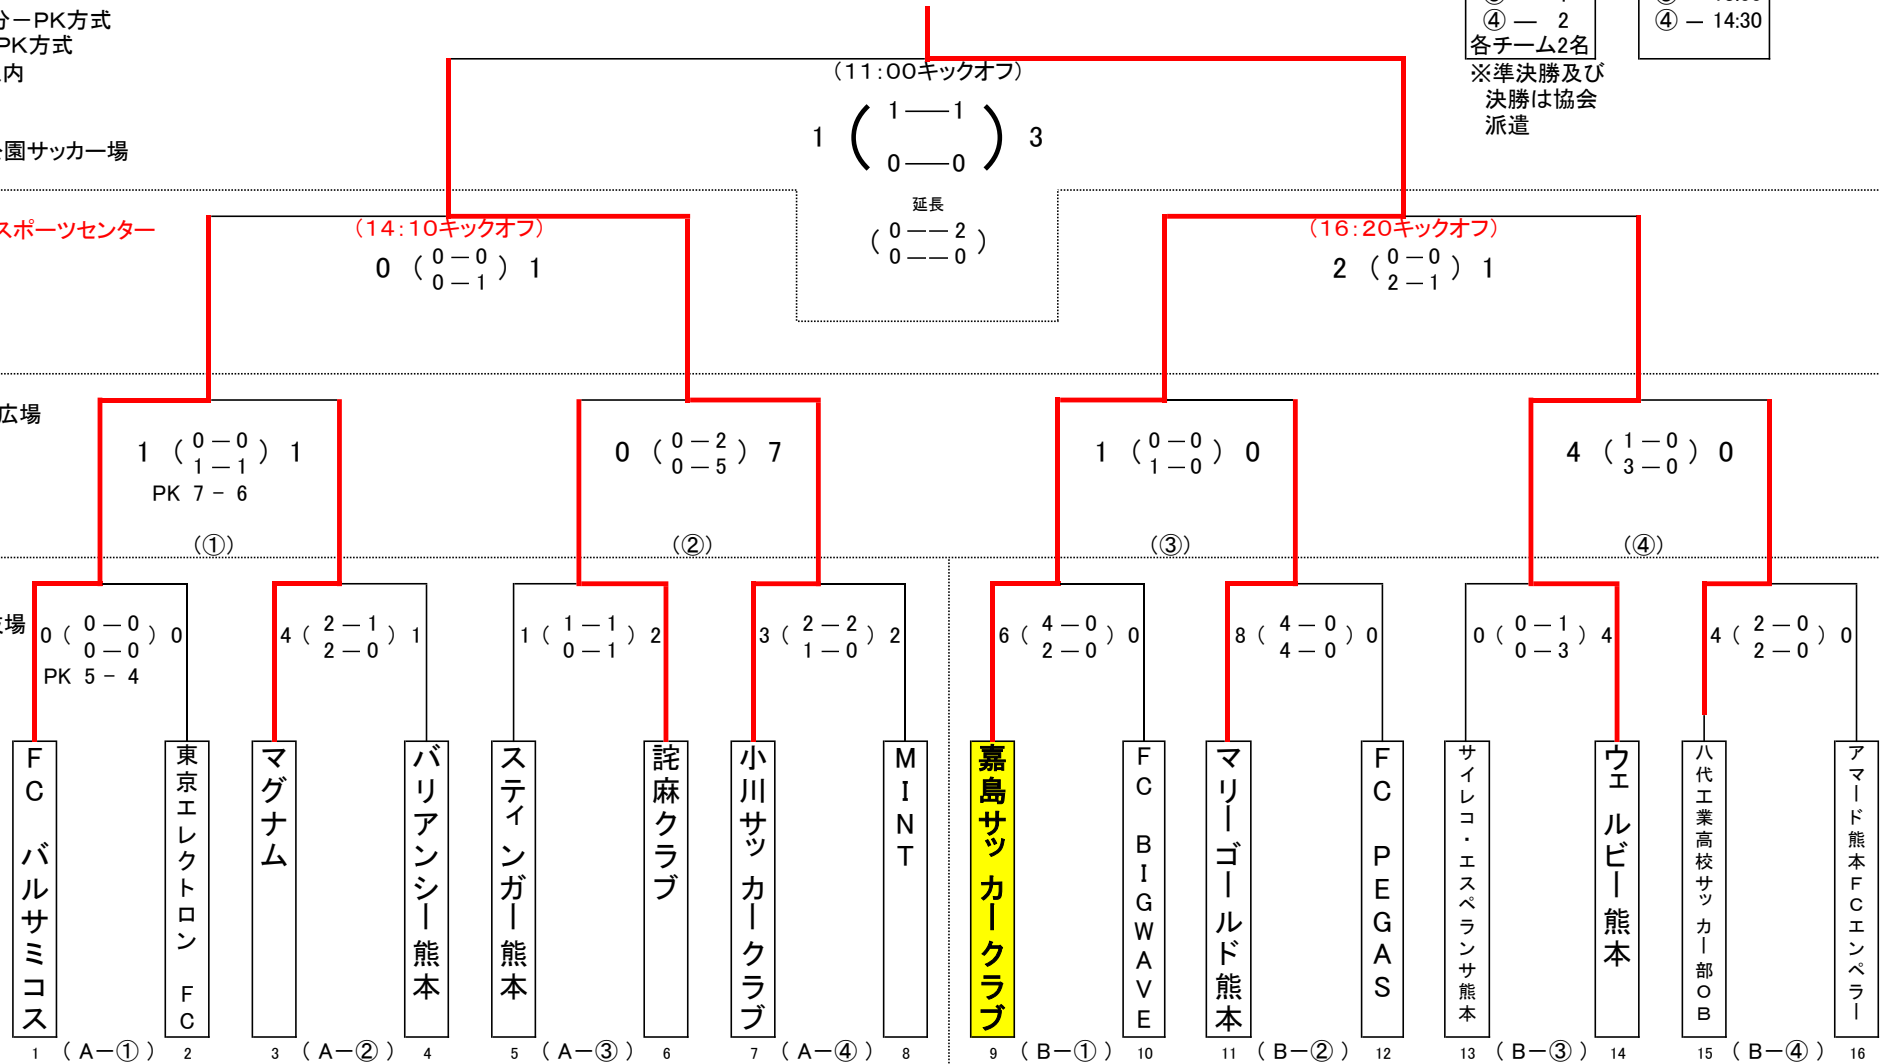 分－PK方式
PK方式
内
園サッカー場
④ ― 2
各チーム2名
※準決勝及び
決勝は協会
派遣
④ ― 14:30
(11:00キックオフ)
1 ( 1――1 ) 3
0――0
延長
( 0――2 )
0――0
スポーツセンター
(14:10キックオフ)
0 ( 0－0 ) 1
0－1
(16:20キックオフ)
2 ( 0－0 ) 1
2－1
広場
1 ( 0－0 ) 1
1－1
PK 7 - 6
(①)
0 ( 0－2 ) 7
0－5
(②)
1 ( 0－0 ) 0
1－0
(③)
4 ( 1－0 ) 0
3－0
(④)
場
0 ( 0－0 ) 0
0－0
PK 5 - 4
4 ( 2－1 ) 1
2－0
1 ( 1－1 ) 2
0－1
3 ( 2－2 ) 2
1－0
6 ( 4－0 ) 0
2－0
8 ( 4－0 ) 0
4－0
0 ( 0－1 ) 4
0－3
4 ( 2－0 ) 0
2－0
FC バルサミコス
東京エレクトロン FC
マグナム
バリアンシー熊本
スティンガー熊本
詫麻クラブ
小川サッカークラブ
MINT
嘉島サッカークラブ
FC BIGWAVE
マリーゴールド熊本
FC PEGAS
サイレコ・エスペランサ熊本
ウェルビー熊本
八代工業高校サッカー部OB
アマード熊本FCエンペラー
1 (A－①) 2 3 (A－②) 4 5 (A－③) 6 7 (A－④) 8 9 (B－①) 10 11 (B－②) 12 13 (B－③) 14 15 (B－④) 16